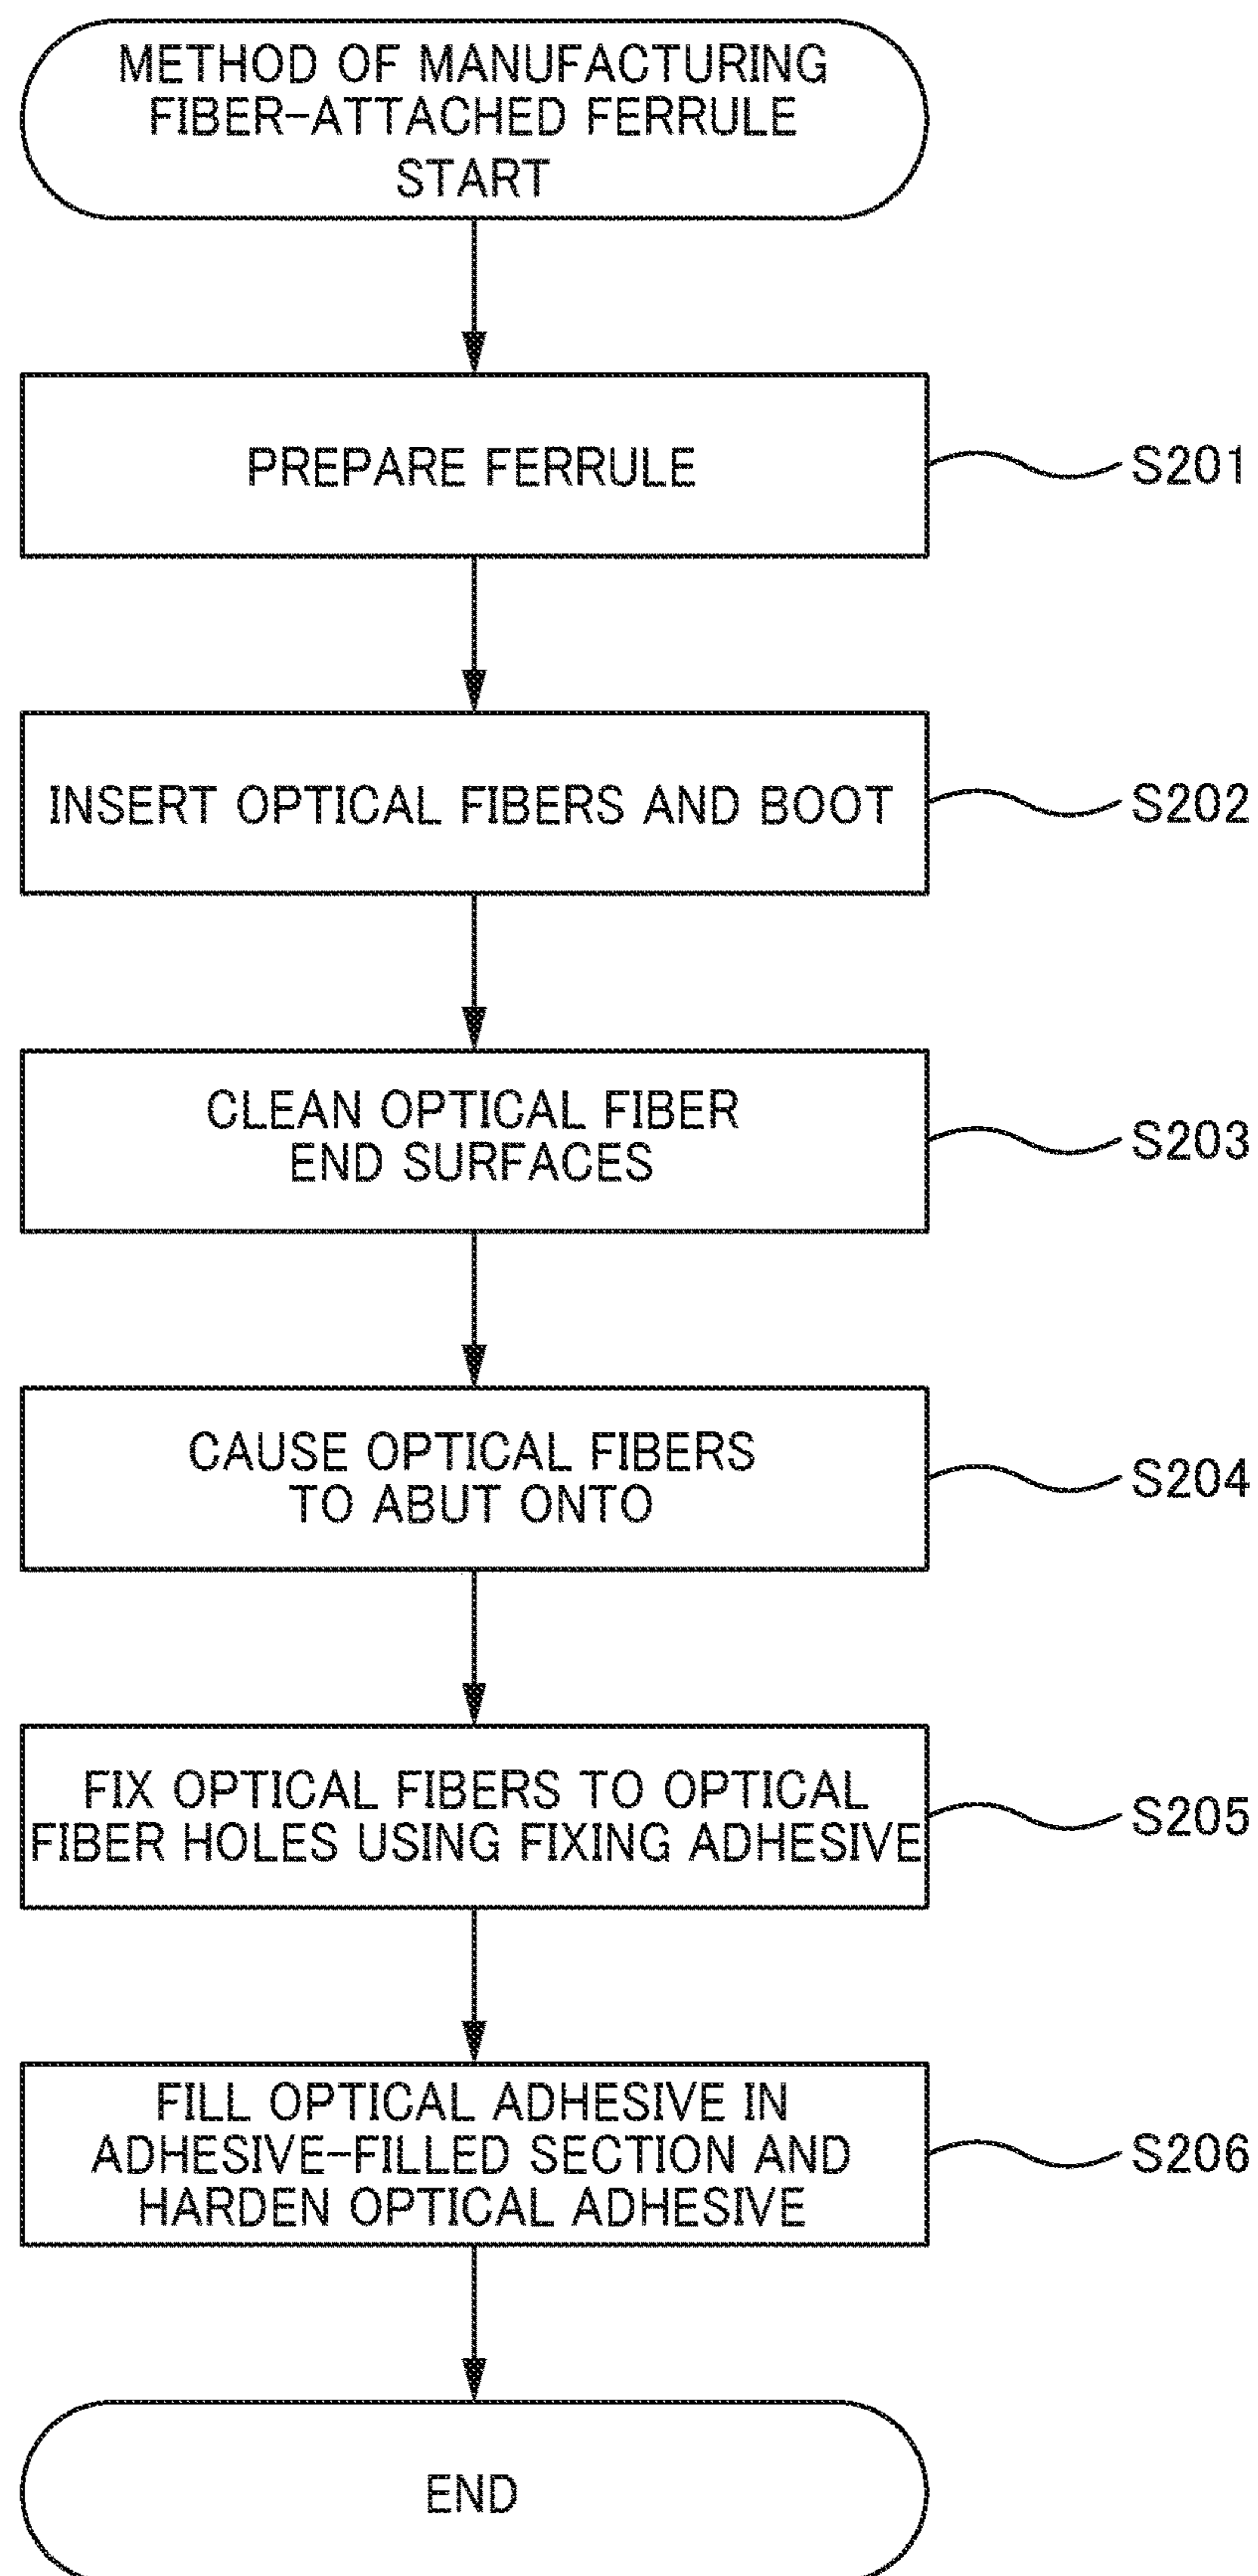 METHOD OF MANUFACTURING
FIBER-ATTACHED FERRULE
START
PREPARE FERRULE
S201
INSERT OPTICAL FIBERS AND BOOT
S202
CLEAN OPTICAL FIBER
END SURFACES
S203
CAUSE OPTICAL FIBERS
TO ABUT ONTO
S204
FIX OPTICAL FIBERS TO OPTICAL
FIBER HOLES USING FIXING ADHESIVE
S205
FILL OPTICAL ADHESIVE IN
ADHESIVE-FILLED SECTION AND
HARDEN OPTICAL ADHESIVE
S206
END